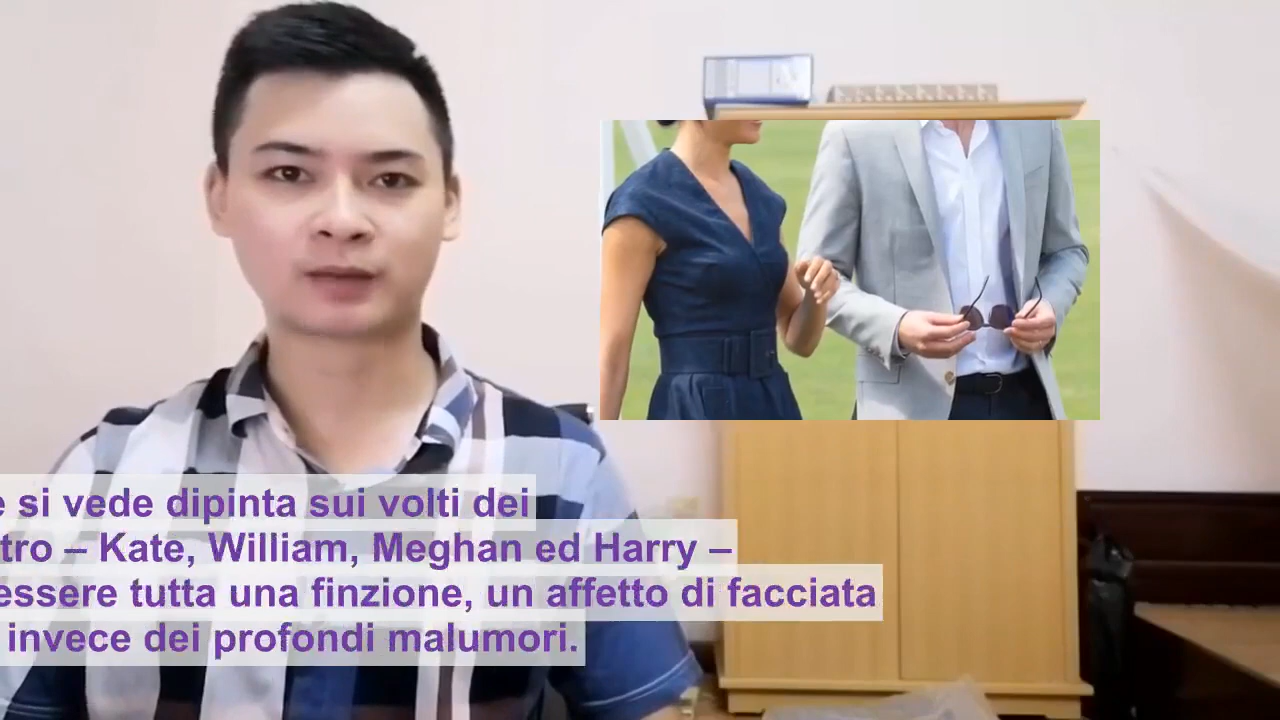 e si vede dipinta sui volti dei
tro – Kate, William, Meghan ed Harry –
essere tutta una finzione, un affetto di facciata
invece dei profondi malumori.